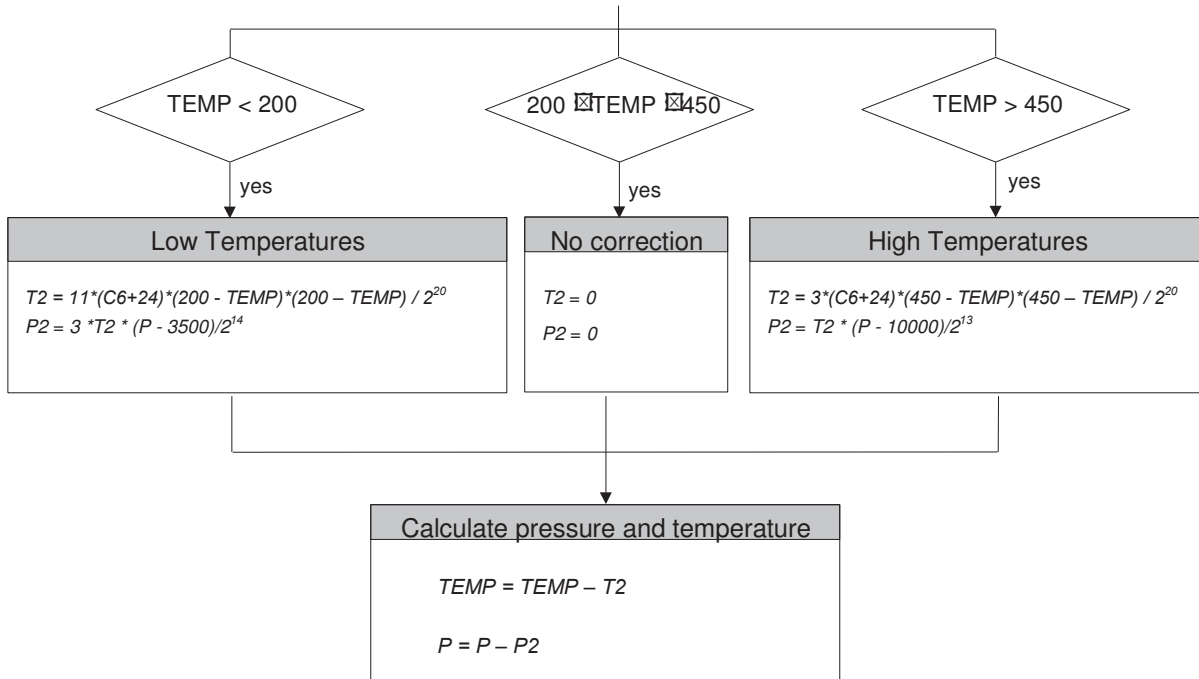 TEMP < 200
200 ☒TEMP ☒450
TEMP > 450
yes
yes
yes
Low Temperatures
T2 = 11*(C6+24)*(200 - TEMP)*(200 – TEMP) / 2²⁰
P2 = 3 *T2 * (P - 3500)/2¹⁴
No correction
T2 = 0
P2 = 0
High Temperatures
T2 = 3*(C6+24)*(450 - TEMP)*(450 – TEMP) / 2²⁰
P2 = T2 * (P - 10000)/2¹³
Calculate pressure and temperature
TEMP = TEMP – T2
P = P – P2